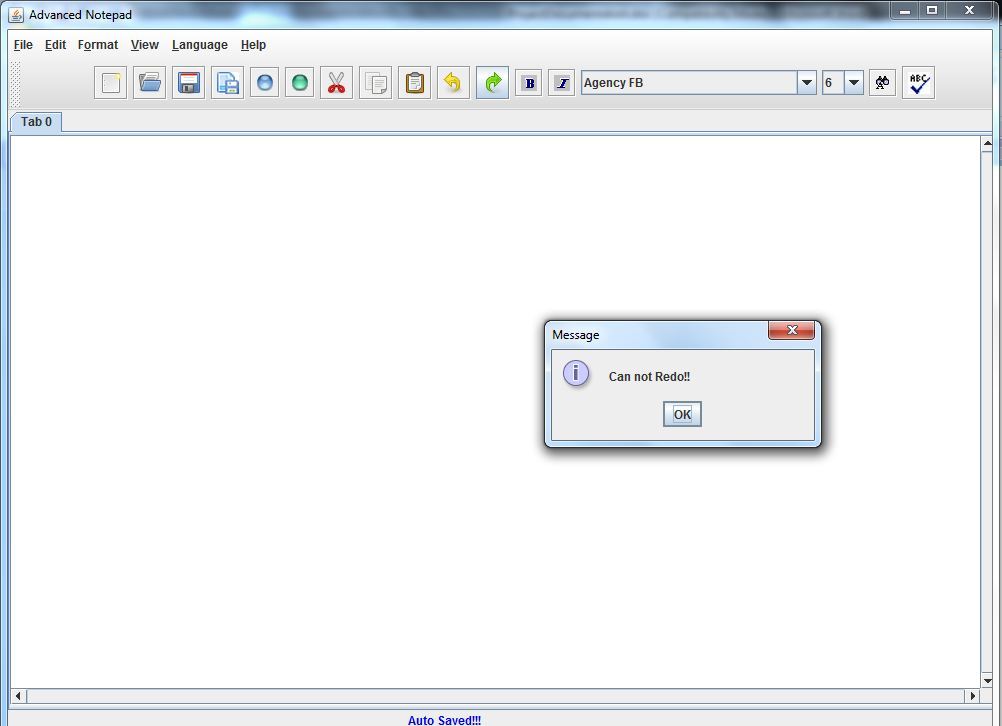 Advanced Notepad
File Edit Format View Language Help
B I Agency FB 6 ABC
Tab 0
Message
i Can not Redo!!
OK
Auto Saved!!!